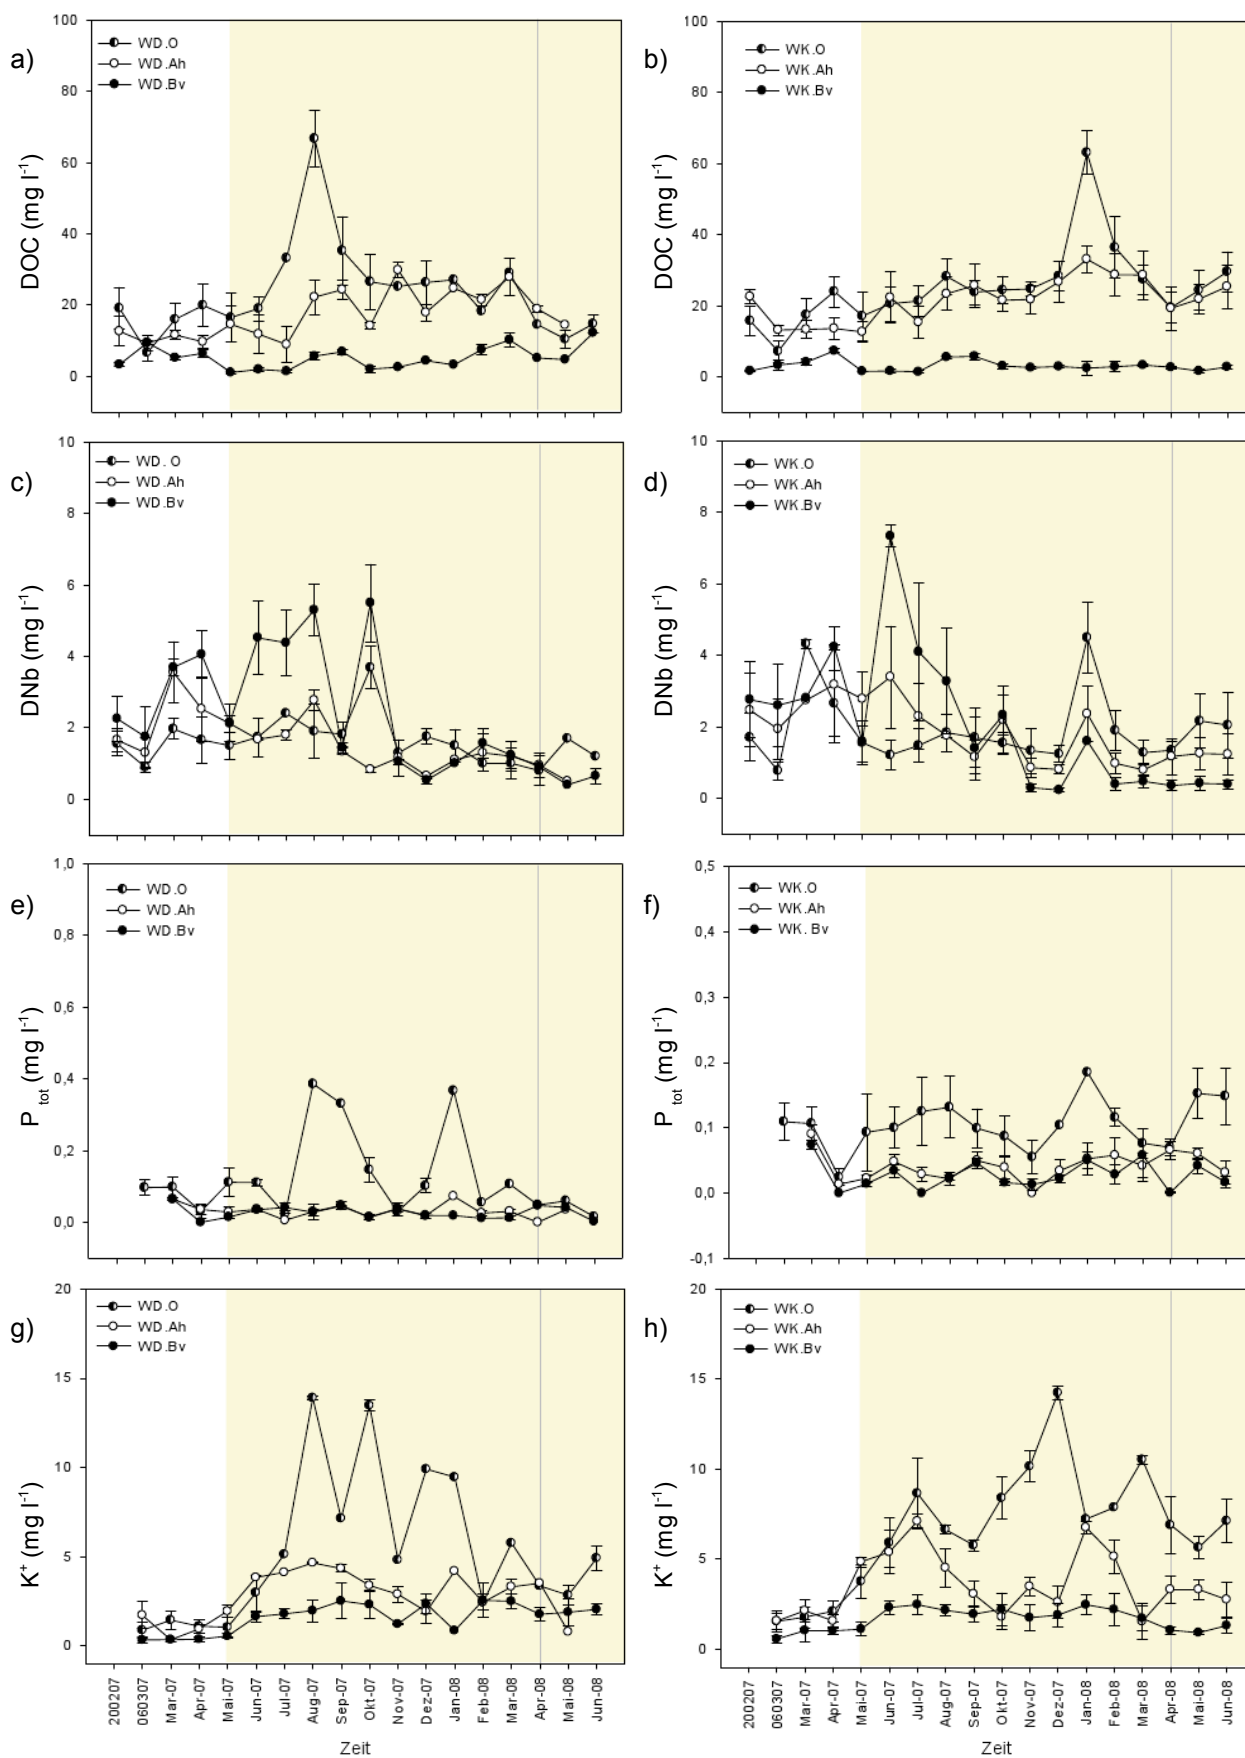 a)
DOC (mg l⁻¹)
100
80
60
40
20
0
WD.O
WD.Ah
WD.Bv
b)
DOC (mg l⁻¹)
100
80
60
40
20
0
WK.O
WK.Ah
WK.Bv
c)
DNb (mg l⁻¹)
10
8
6
4
2
0
WD. O
WD.Ah
WD.Bv
d)
DNb (mg l⁻¹)
10
8
6
4
2
0
WK.O
WK.Ah
WK.Bv
e)
P tot (mg l⁻¹)
1,0
0,8
0,6
0,4
0,2
0,0
WD.O
WD.Ah
WD.Bv
f)
P tot (mg l⁻¹)
0,5
0,4
0,3
0,2
0,1
0,0
-0,1
WK.O
WK.Ah
WK. Bv
g)
K⁺ (mg l⁻¹)
20
15
10
5
0
WD.O
WD.Ah
WD.Bv
200207
060307
Mar-07
Apr-07
Mai-07
Jun-07
Jul-07
Aug-07
Sep-07
Okt-07
Nov-07
Dez-07
Jan-08
Feb-08
Mar-08
Apr-08
Mai-08
Jun-08
Zeit
h)
K⁺ (mg l⁻¹)
20
15
10
5
0
WK.O
WK.Ah
WK.Bv
200207
060307
Mar-07
Apr-07
Mai-07
Jun-07
Jul-07
Aug-07
Sep-07
Okt-07
Nov-07
Dez-07
Jan-08
Feb-08
Mar-08
Apr-08
Mai-08
Jun-08
Zeit